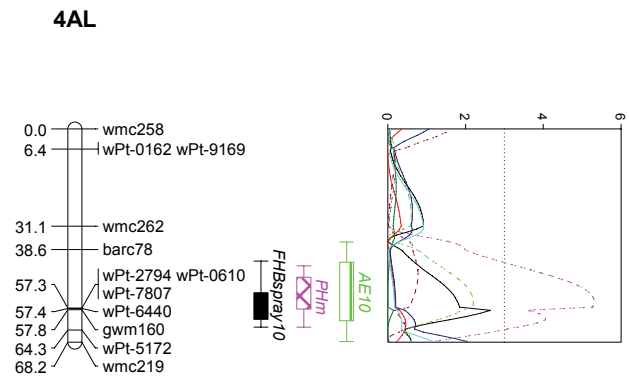 4AL
0.0 wmc258
6.4 wPt-0162 wPt-9169
31.1 wmc262
38.6 barc78
wPt-2794 wPt-0610
57.3 wPt-7807
57.4 wPt-6440
57.8 gwm160
64.3 wPt-5172
68.2 wmc219
FHBspray10
PHm
AE10
0 2 4 6